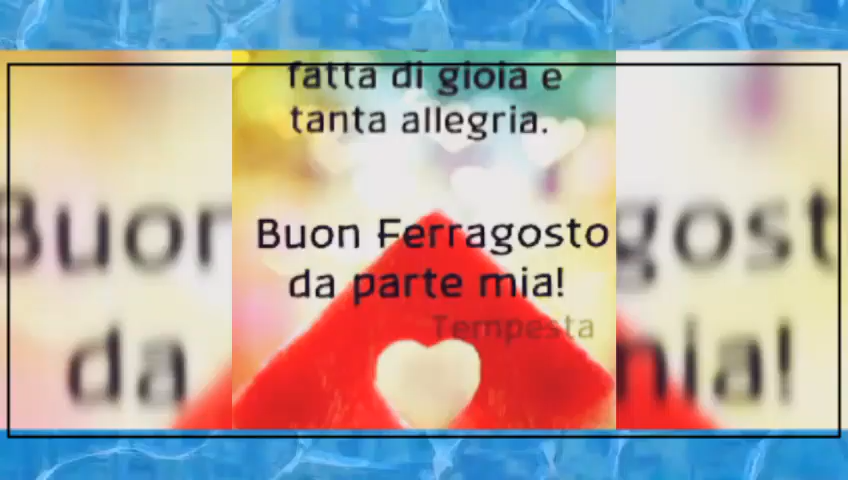 fatta di gioia e
tanta allegria.
Buon Ferragosto
da parte mia!
Tempesta